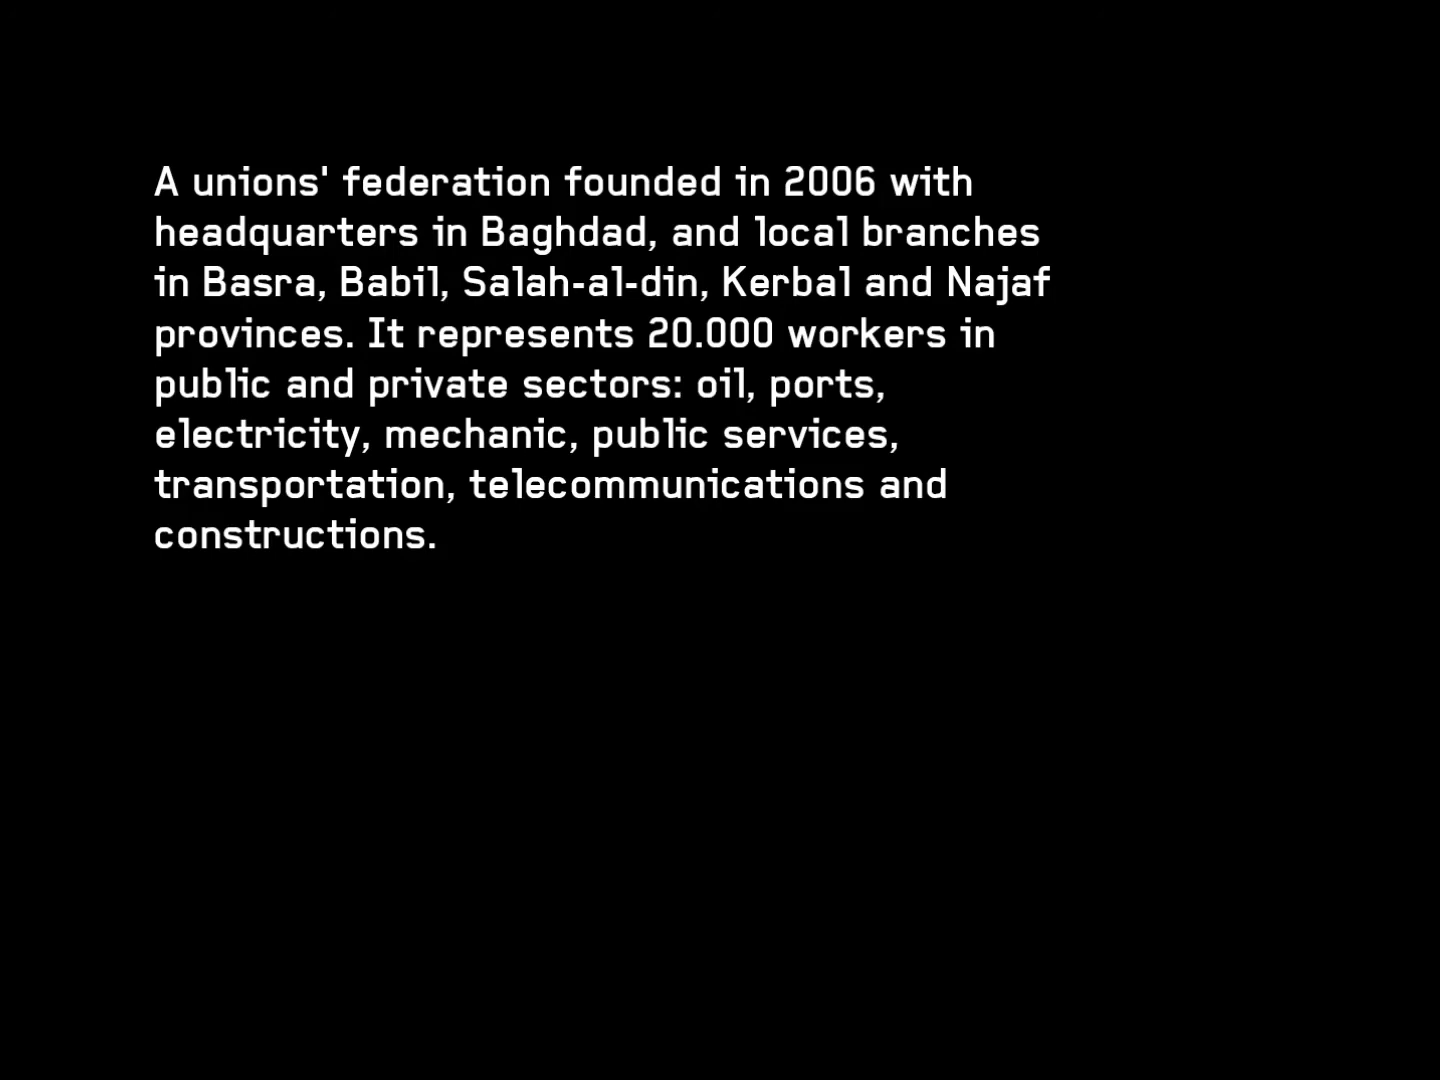 A unions' federation founded in 2006 with
headquarters in Baghdad, and local branches
in Basra, Babil, Salah-al-din, Kerbal and Najaf
provinces. It represents 20.000 workers in
public and private sectors: oil, ports,
electricity, mechanic, public services,
transportation, telecommunications and
constructions.